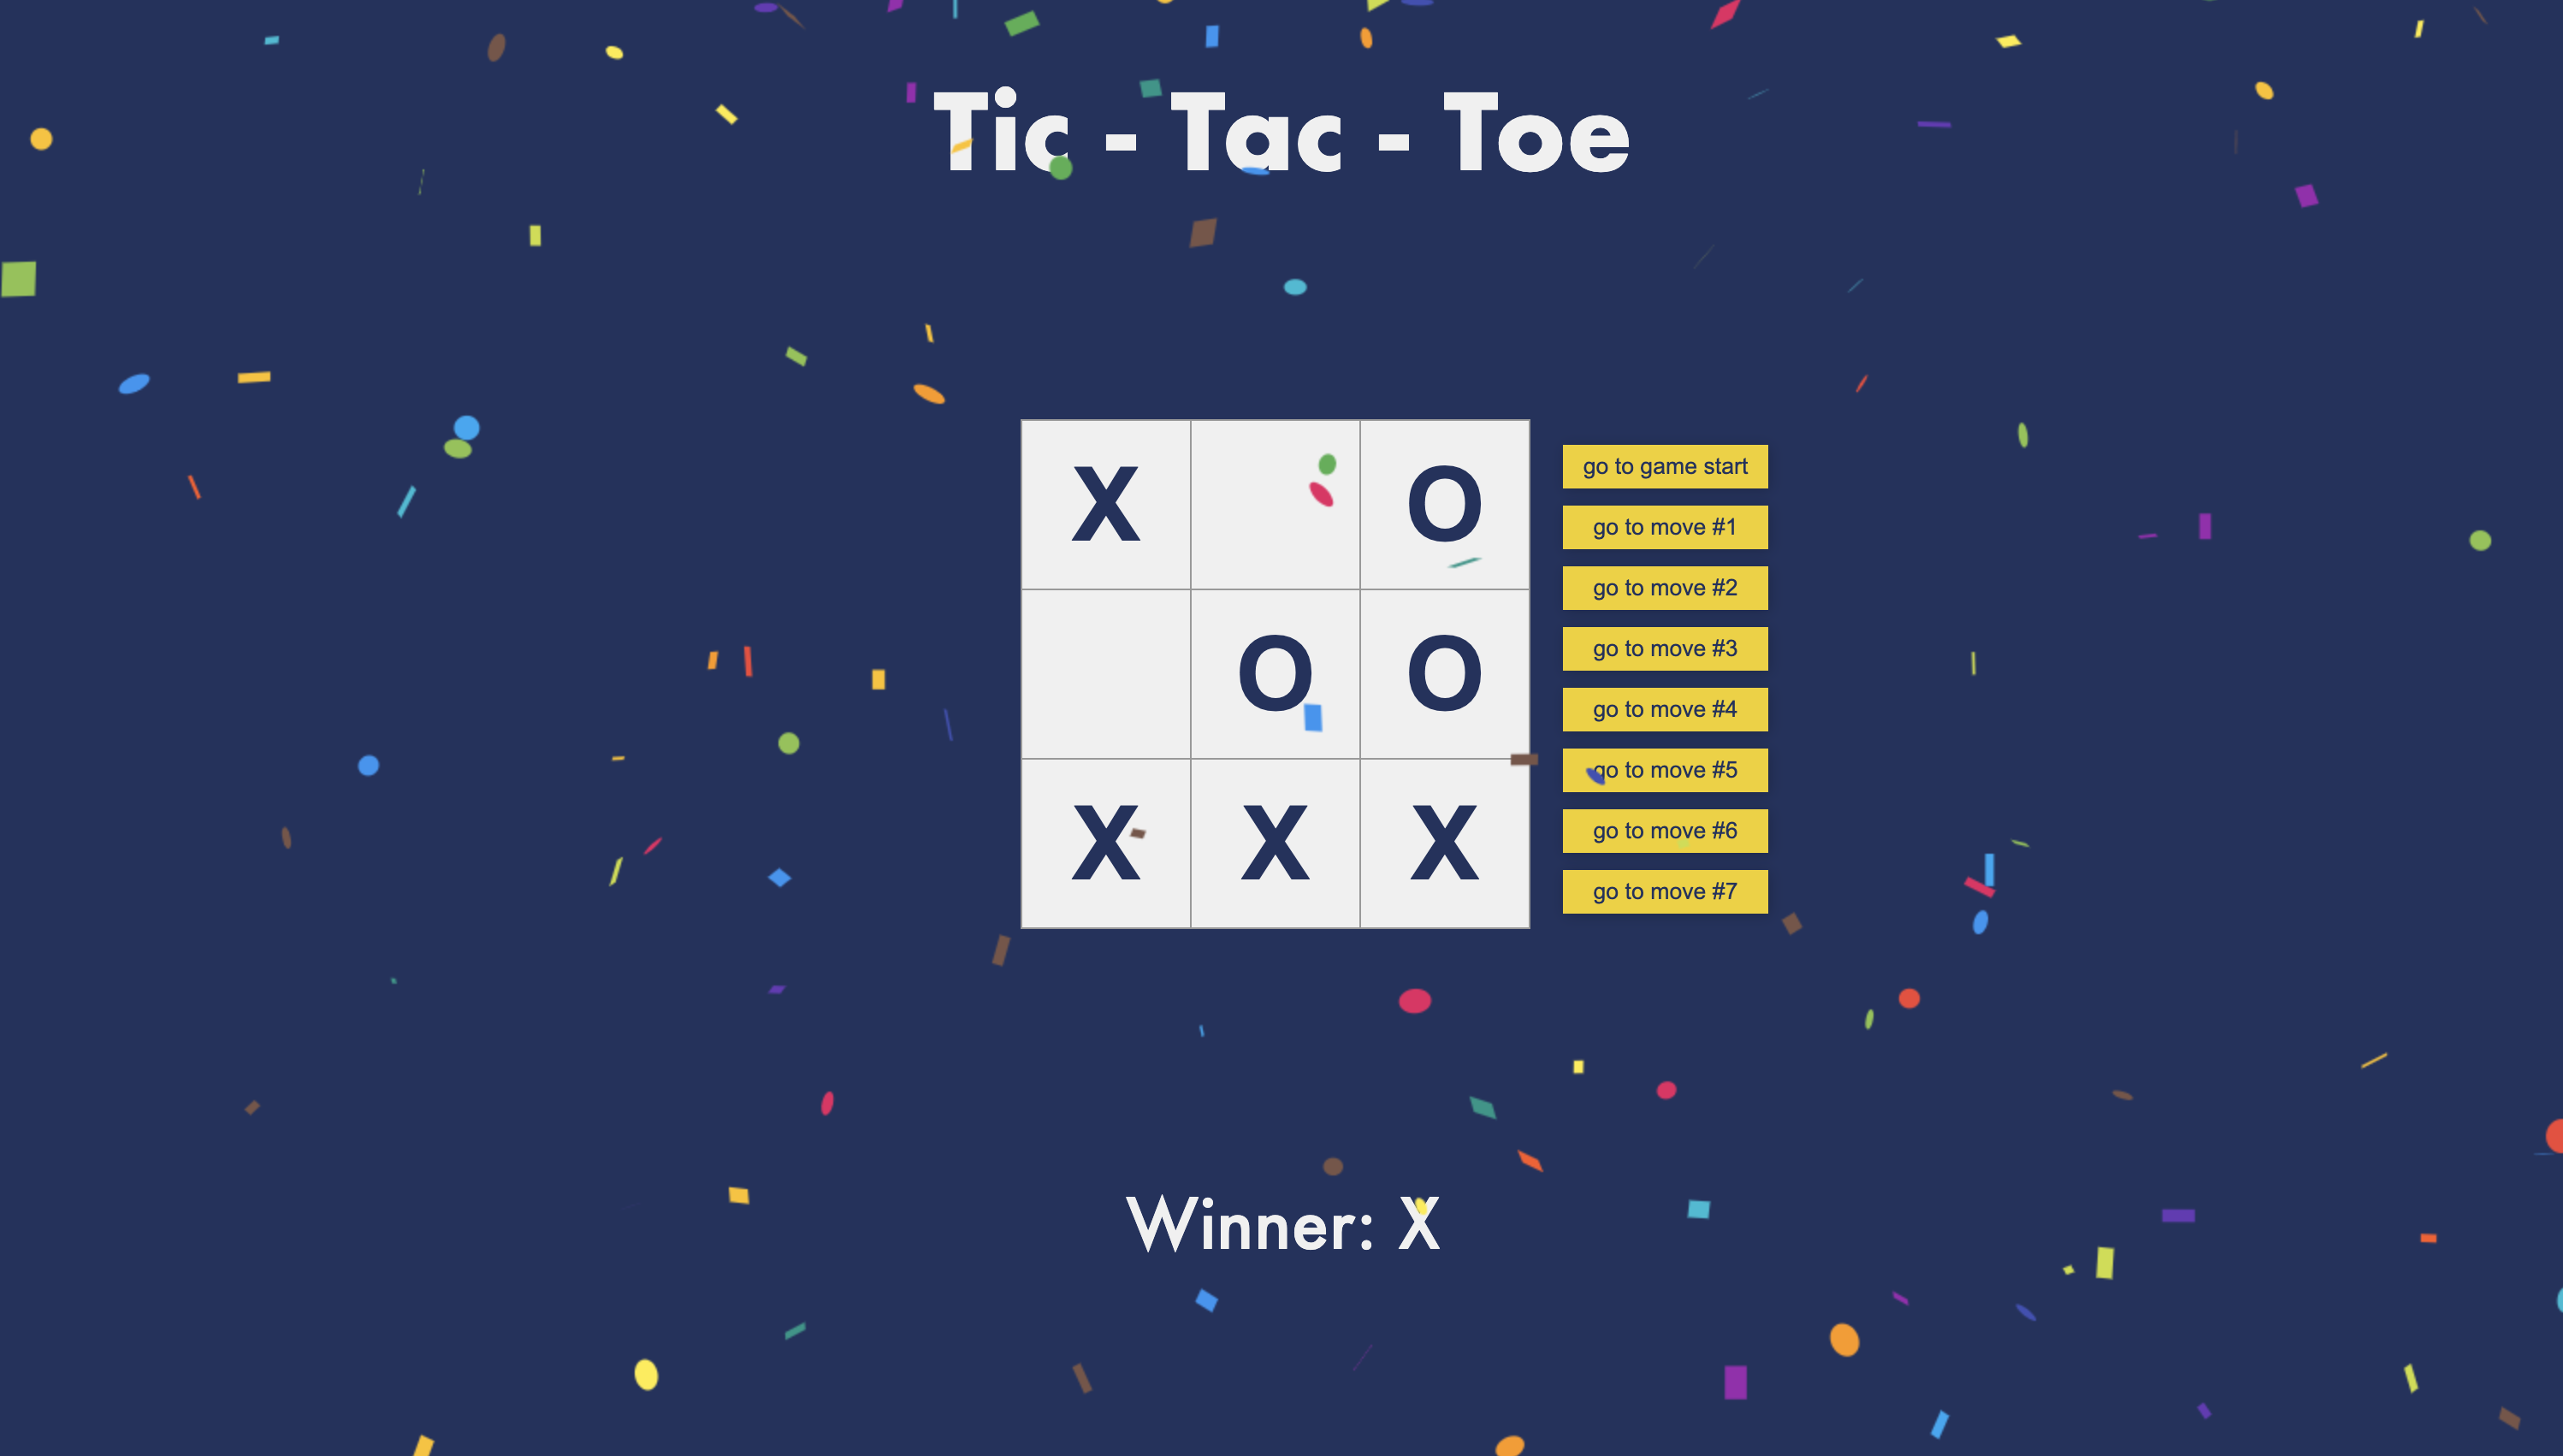 Tic - Tac - Toe
X O
O O
X X X
go to game start
go to move #1
go to move #2
go to move #3
go to move #4
go to move #5
go to move #6
go to move #7
Winner: X